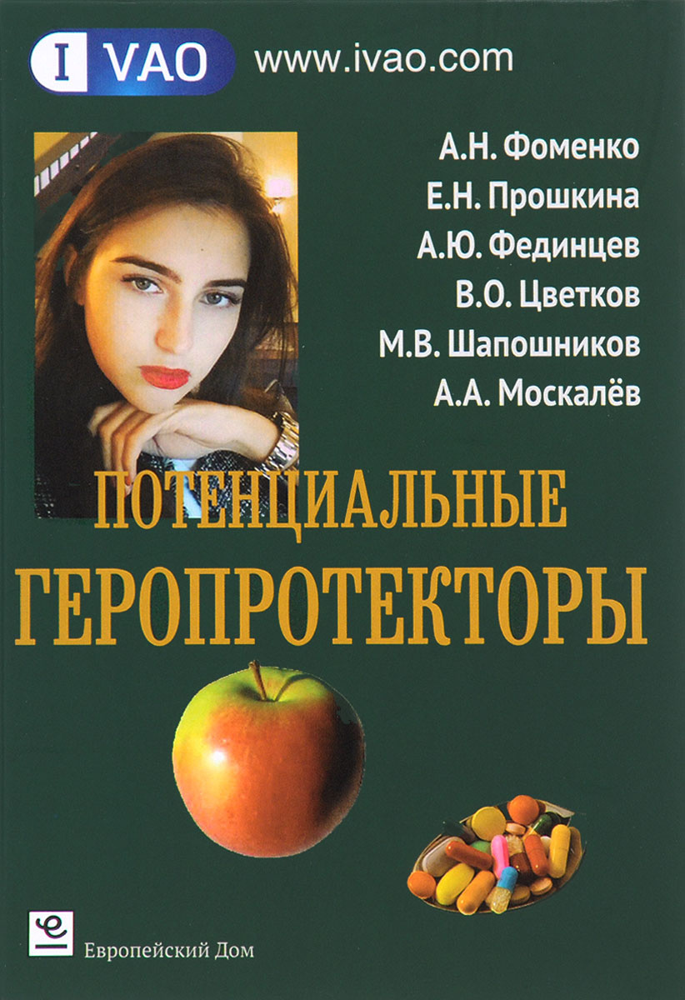 I VAO www.ivao.com
А.Н. Фоменко
Е.Н. Прошкина
А.Ю. Фединцев
В.О. Цветков
М.В. Шапошников
А.А. Москалёв
ПОТЕНЦИАЛЬНЫЕ
ГЕРОПРОТЕКТОРЫ
Европейский Дом